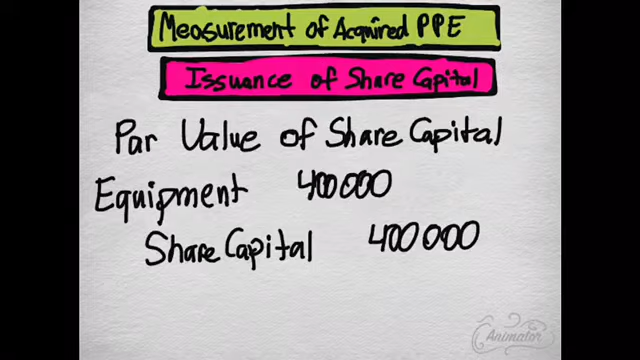 Measurement of Acquired PPE
Issuance of Share Capital
Par Value of Share Capital
Equipment 400000
Share Capital 400000
Animator